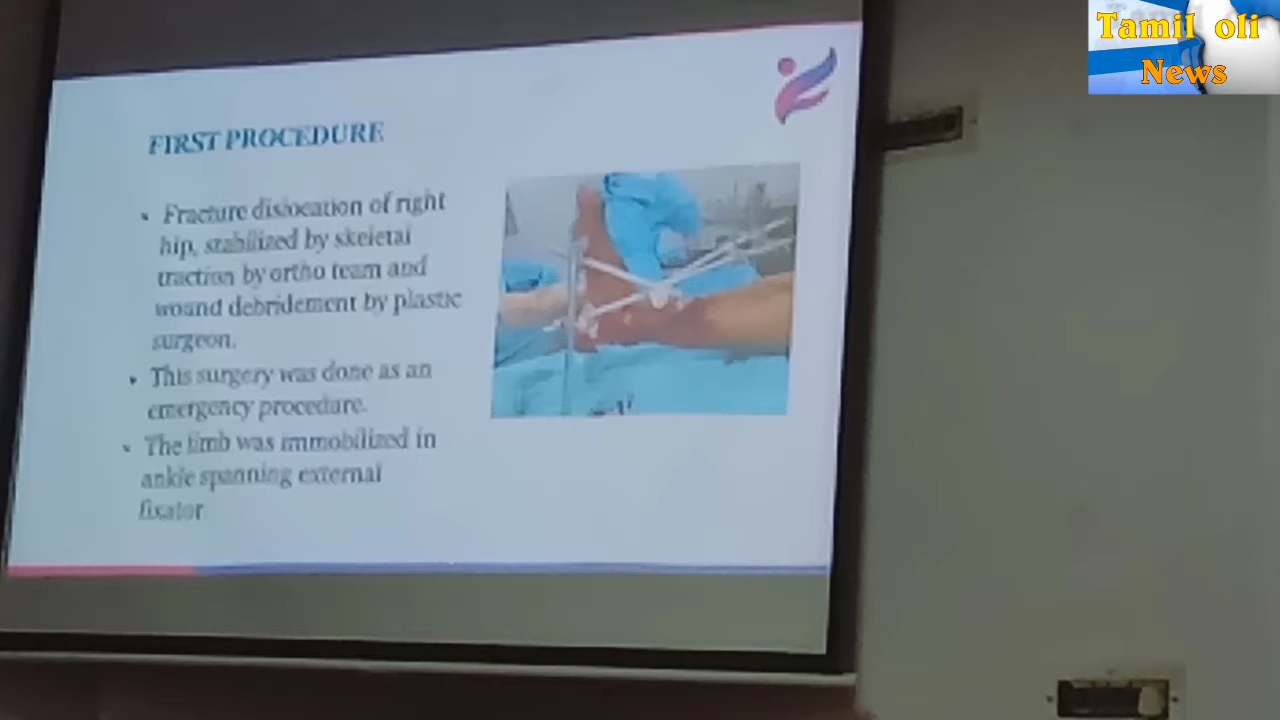 Tamil oli
News
FIRST PROCEDURE
• Fracture dislocation of right
hip, stabilized by skeletal
traction by ortho team and
wound debridement by plastic
surgeon.
• This surgery was done as an
emergency procedure.
• The limb was immobilized in
ankle spanning external
fixator